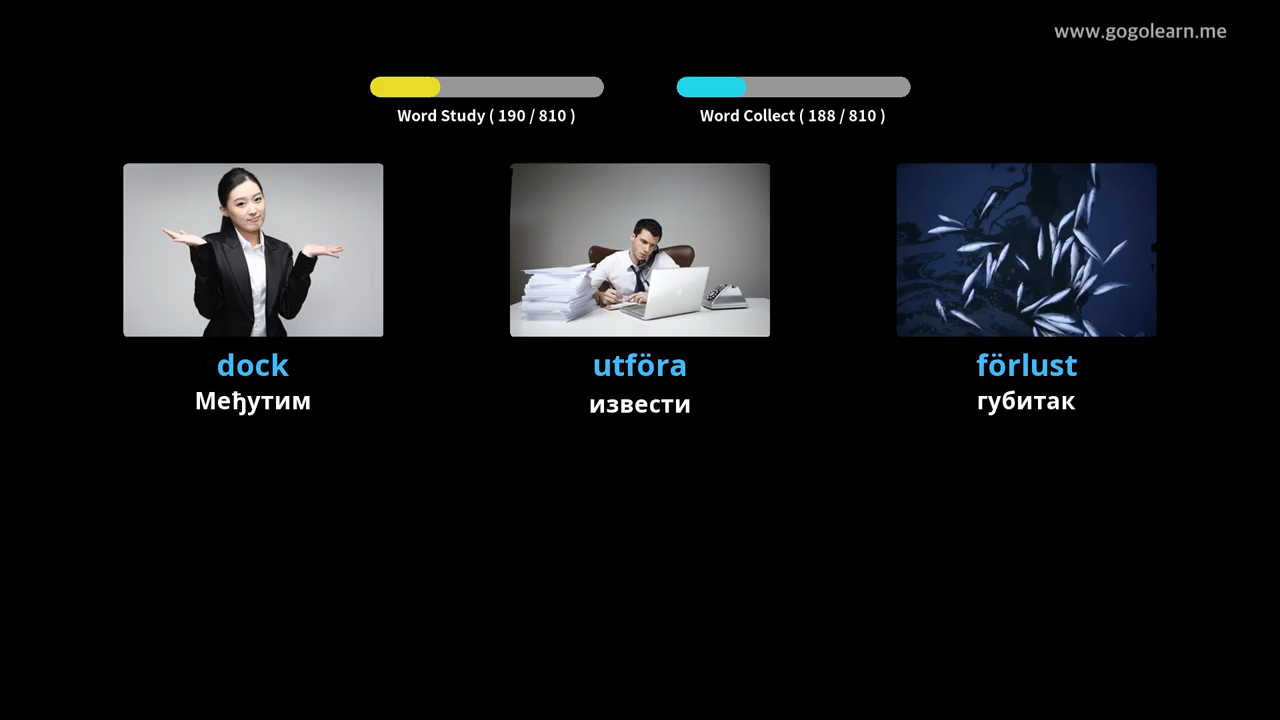 www.gogolearn.me
Word Study ( 190 / 810 )
Word Collect ( 188 / 810 )
dock
Међутим
utföra
извести
förlust
губитак